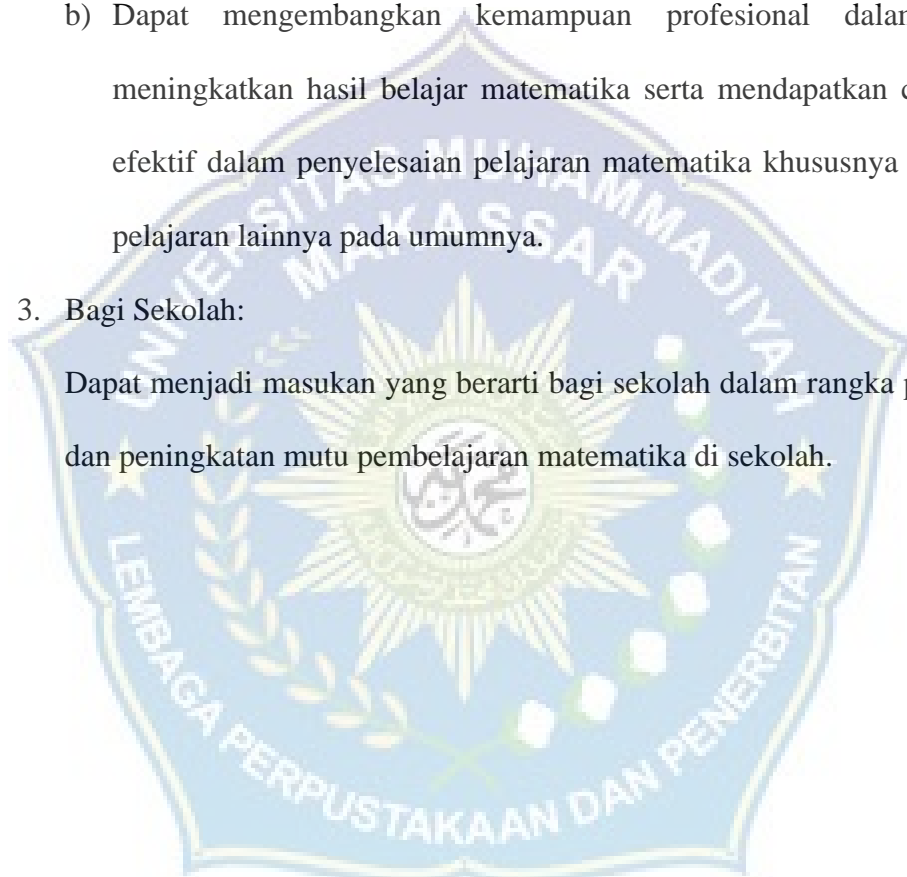 b) Dapat mengembangkan kemampuan profesional dalam
meningkatkan hasil belajar matematika serta mendapatkan
efektif dalam penyelesaian pelajaran matematika khususnya
pelajaran lainnya pada umumnya.
3. Bagi Sekolah:
Dapat menjadi masukan yang berarti bagi sekolah dalam rangka
dan peningkatan mutu pembelajaran matematika di sekolah.
UNIVERSITAS MUHAMMADIYAH
MAKASSAR
LEMBAGA PERPUSTAKAAN DAN PENERBITAN